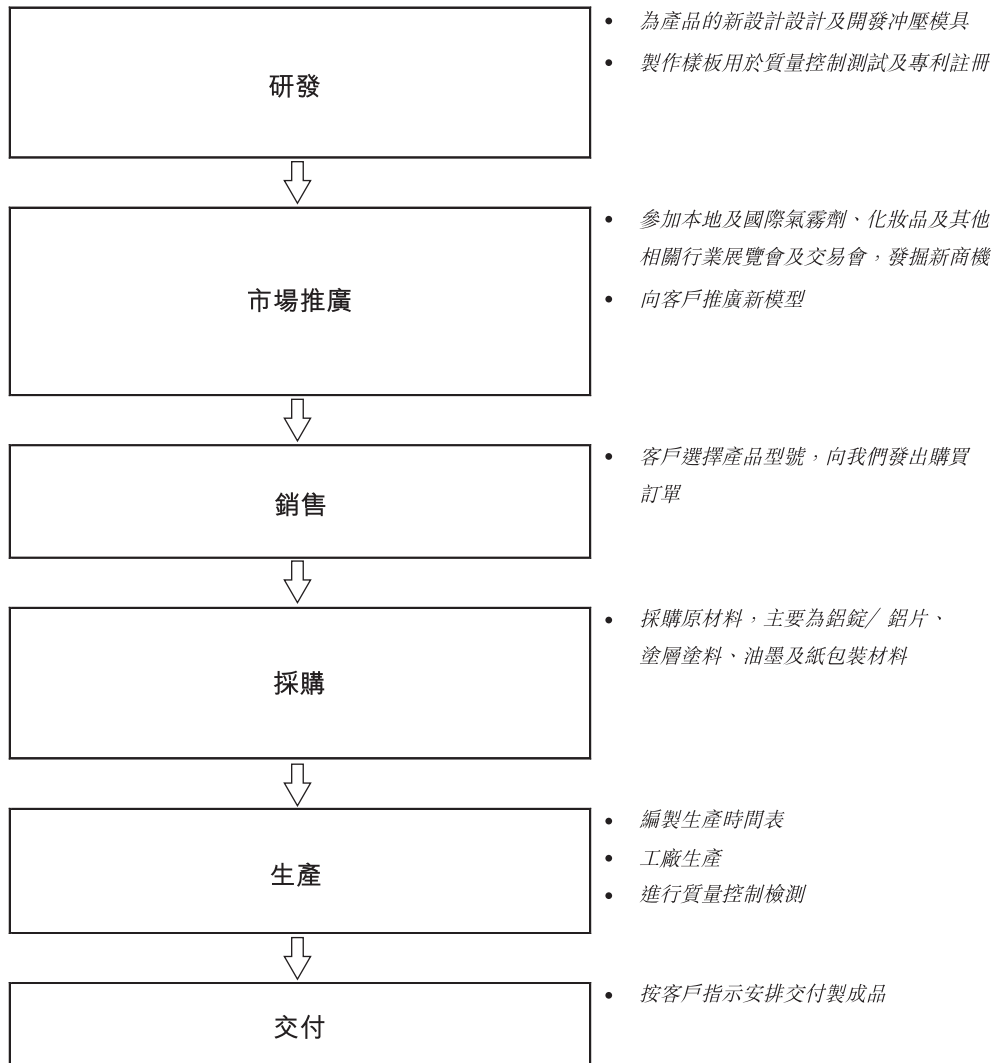 研發
• 為產品的新設計設計及開發冲壓模具
• 製作樣板用於質量控制測試及專利註冊
市場推廣
• 參加本地及國際氣霧劑、化妝品及其他
相關行業展覽會及交易會，發掘新商機
• 向客戶推廣新模型
銷售
• 客戶選擇產品型號，向我們發出購買
訂單
採購
• 採購原材料，主要為鋁錠/ 鋁片、
塗層塗料、油墨及紙包裝材料
生產
• 編製生產時間表
• 工廠生產
• 進行質量控制檢測
交付
• 按客戶指示安排交付製成品